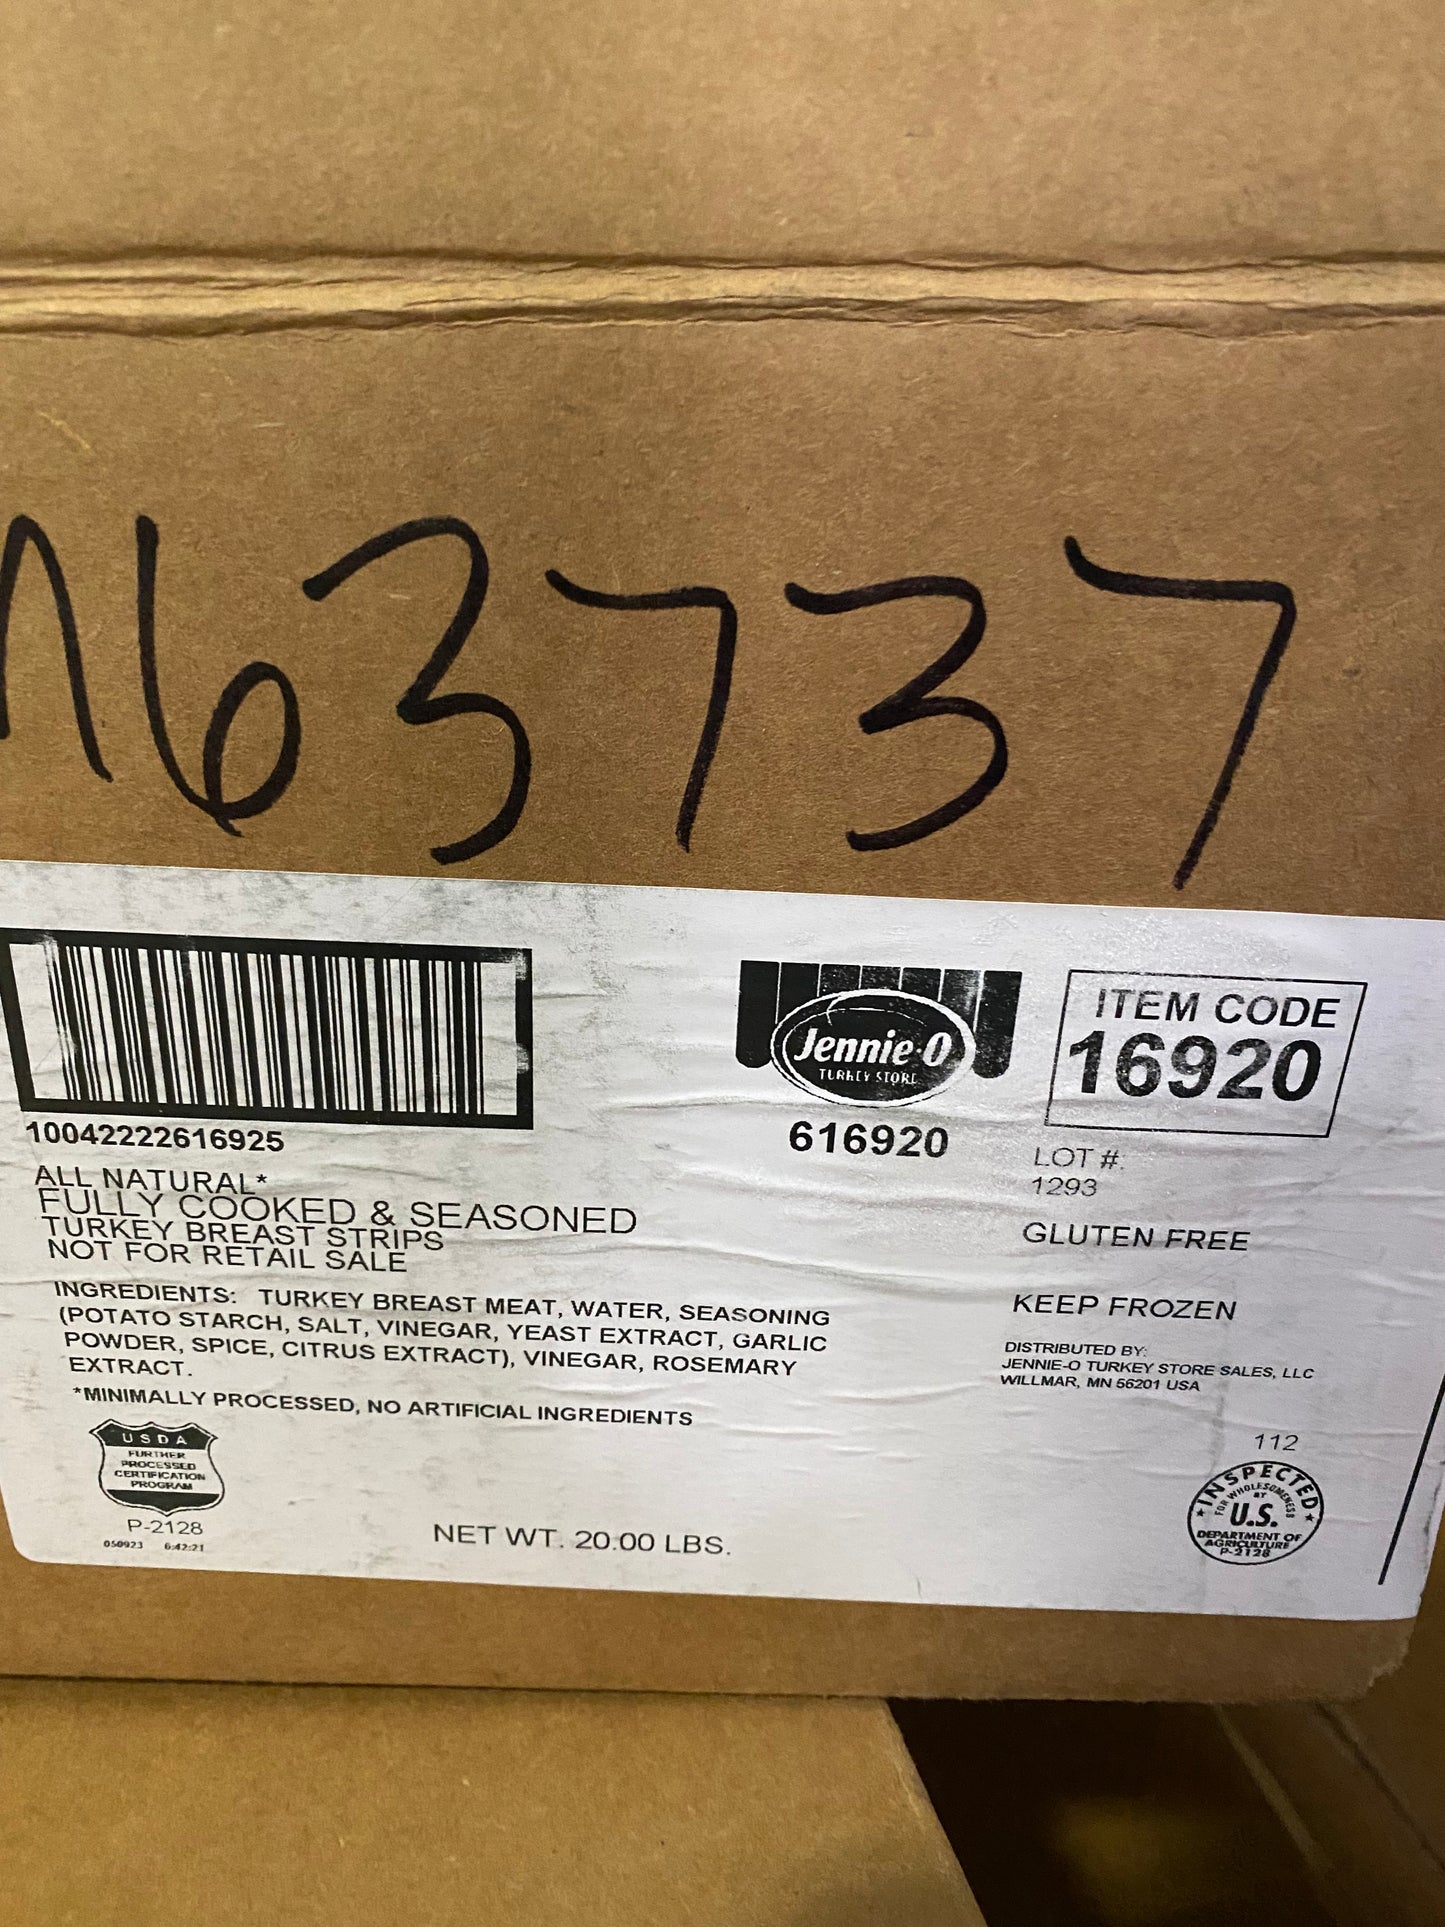 63737
Jennie-O
TURKEY STORE
ITEM CODE
16920
10042222616925
616920
LOT #:
1293
ALL NATURAL*
FULLY COOKED & SEASONED
TURKEY BREAST STRIPS
NOT FOR RETAIL SALE
GLUTEN FREE
INGREDIENTS: TURKEY BREAST MEAT, WATER, SEASONING
(POTATO STARCH, SALT, VINEGAR, YEAST EXTRACT, GARLIC
POWDER, SPICE, CITRUS EXTRACT), VINEGAR, ROSEMARY
EXTRACT.
*MINIMALLY PROCESSED, NO ARTIFICIAL INGREDIENTS
KEEP FROZEN
DISTRIBUTED BY:
JENNIE-O TURKEY STORE SALES, LLC
WILLMAR, MN 56201 USA
USDA
FURTHER
PROCESSED
CERTIFICATION
PROGRAM
P-2128
050923 6:42:21
NET WT. 20.00 LBS.
112
INSPECTED
FOR WHOLESOMENESS
BY
U.S.
DEPARTMENT OF
AGRICULTURE
P-2128